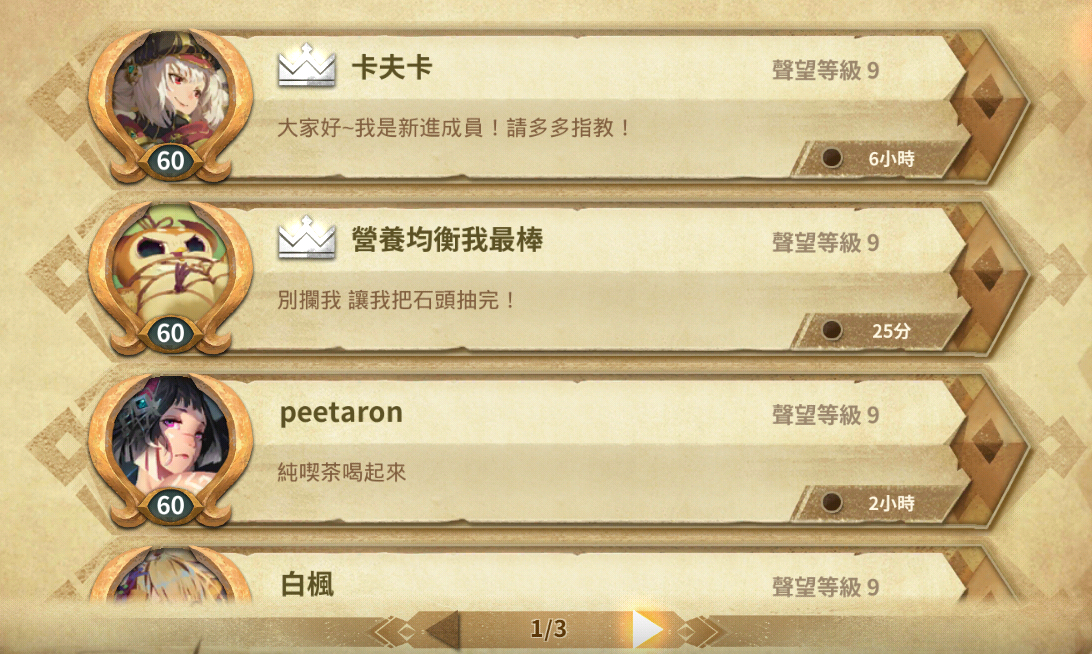 卡夫卡
聲望等級 9
大家好~我是新進成員！請多多指教！
60
6小時
營養均衡我最棒
聲望等級 9
別攔我 讓我把石頭抽完！
60
25分
peetaron
聲望等級 9
純喫茶喝起來
60
2小時
白楓
聲望等級 9
1/3